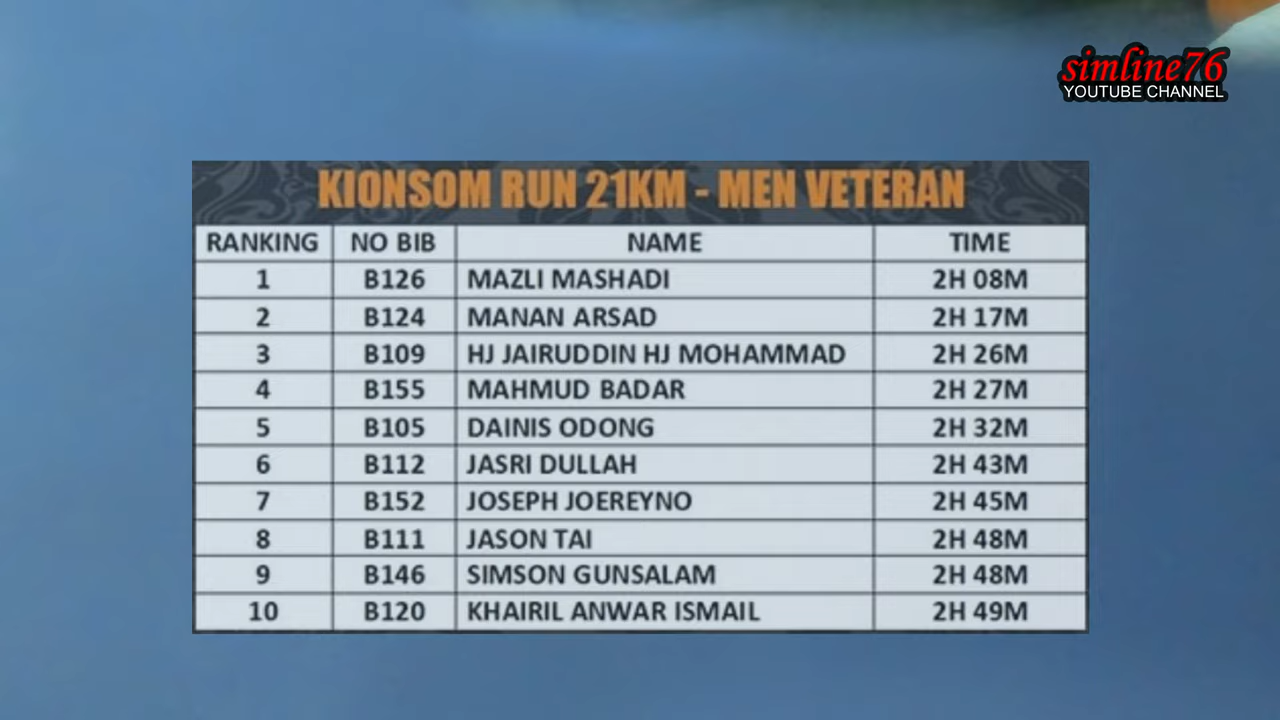 simline76
YOUTUBE CHANNEL
KIONSOM RUN 21KM - MEN VETERAN
RANKING NO BIB NAME TIME
1 B126 MAZLI MASHADI 2H 08M
2 B124 MANAN ARSAD 2H 17M
3 B109 HJ JAIRUDDIN HJ MOHAMMAD 2H 26M
4 B155 MAHMUD BADAR 2H 27M
5 B105 DAINIS ODONG 2H 32M
6 B112 JASRI DULLAH 2H 43M
7 B152 JOSEPH JOEREYNO 2H 45M
8 B111 JASON TAI 2H 48M
9 B146 SIMSON GUNSALAM 2H 48M
10 B120 KHAIRIL ANWAR ISMAIL 2H 49M